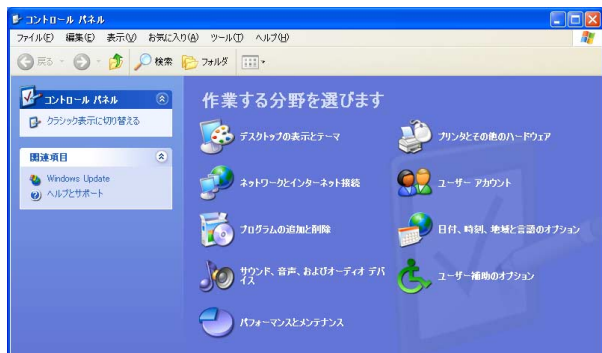 コントロール パネル
ファイル(F) 編集(E) 表示(V) お気に入り(A) ツール(T) ヘルプ(H)
戻る 検索 フォルダ
コントロール パネル
クラシック表示に切り替える
関連項目
Windows Update
ヘルプとサポート
作業する分野を選びます
デスクトップの表示とテーマ
プリンタとその他のハードウェア
ネットワークとインターネット接続
ユーザー アカウント
プログラムの追加と削除
日付、時刻、地域と言語のオプション
サウンド、音声、およびオーディオ デバ
イス
ユーザー補助のオプション
パフォーマンスとメンテナンス